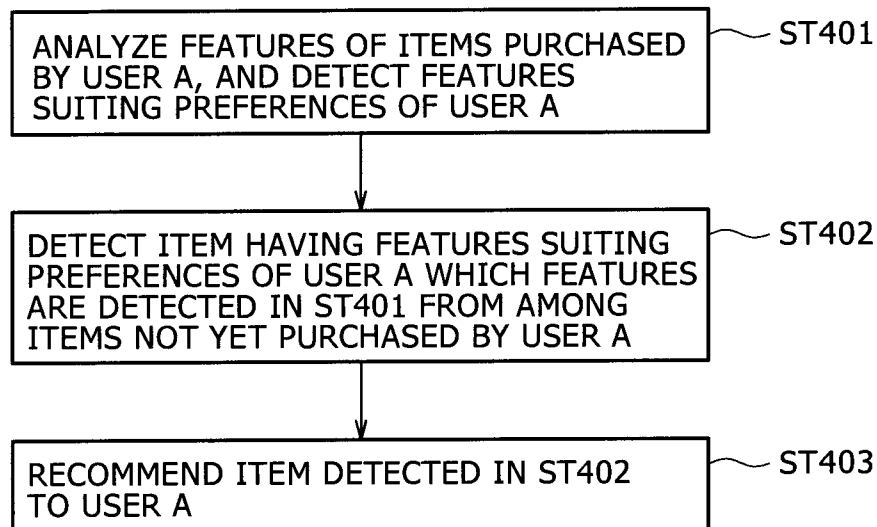 ANALYZE FEATURES OF ITEMS PURCHASED
BY USER A, AND DETECT FEATURES
SUITING PREFERENCES OF USER A
ST401
DETECT ITEM HAVING FEATURES SUITING
PREFERENCES OF USER A WHICH FEATURES
ARE DETECTED IN ST401 FROM AMONG
ITEMS NOT YET PURCHASED BY USER A
ST402
RECOMMEND ITEM DETECTED IN ST402
TO USER A
ST403